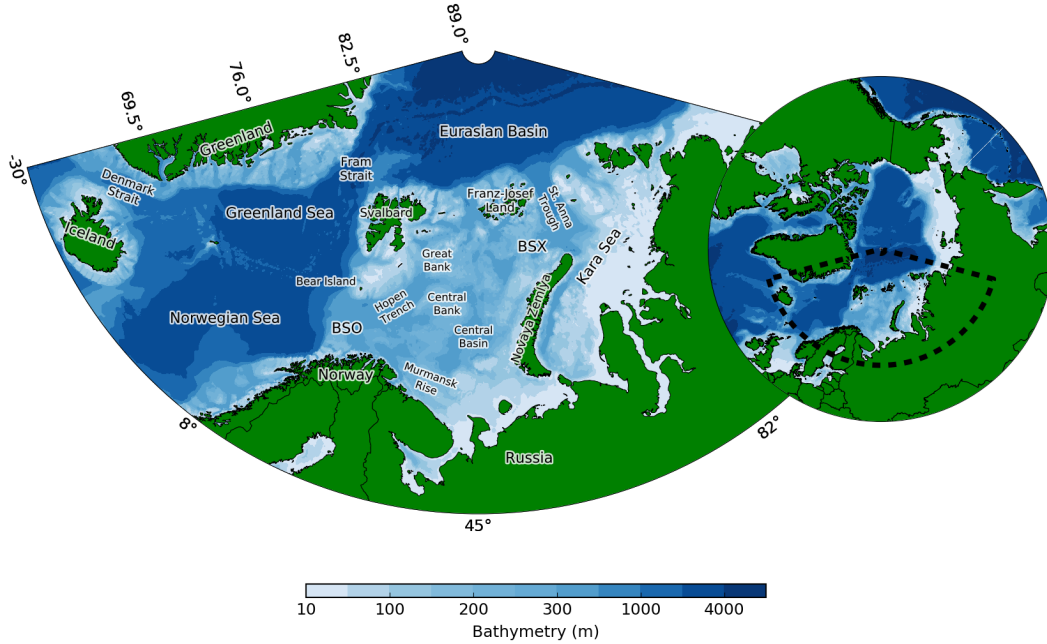 89.0°
82.5°
76.0°
69.5°
-30°
Greenland
Eurasian Basin
Denmark
Strait
Fram
Strait
Iceland
Greenland Sea
Svalbard
Franz-Josef
Land
St. Anna
Trough
BSX
Kara Sea
Great
Bank
Bear Island
Hopen
Trench
Central
Bank
Norwegian Sea
BSO
Central
Basin
Novaya Zemlya
Norway
Murmansk
Rise
8°
82°
Russia
45°
10 100 200 300 1000 4000
Bathymetry (m)